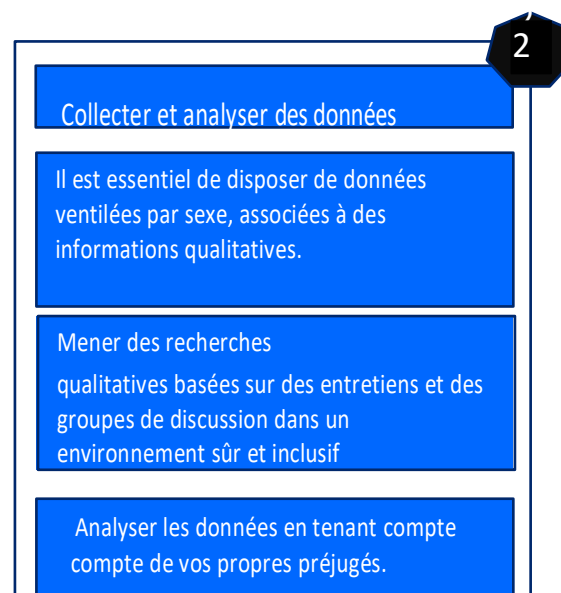 2
Collecter et analyser des données
Il est essentiel de disposer de données
ventilées par sexe, associées à des
informations qualitatives.
Mener des recherches
qualitatives basées sur des entretiens et des
groupes de discussion dans un
environnement sûr et inclusif
Analyser les données en tenant compte
compte de vos propres préjugés.